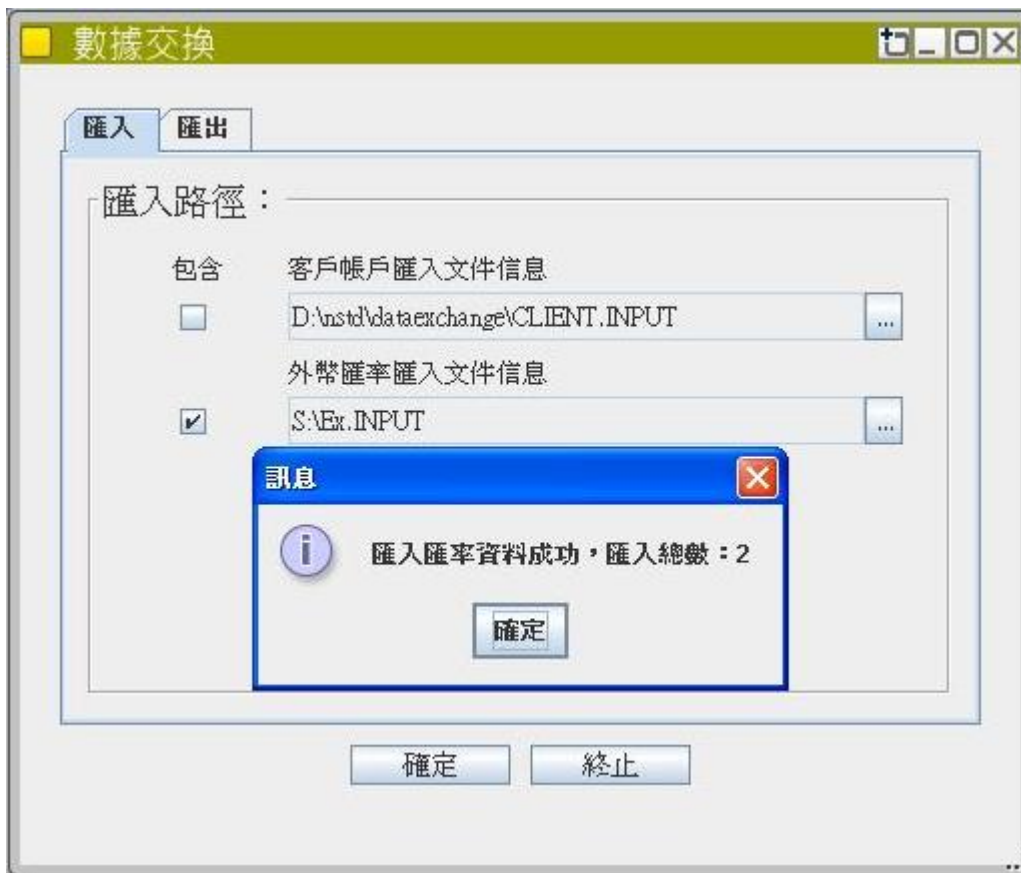 數據交換
匯入 匯出
匯入路徑：
包含 客戶帳戶匯入文件信息
D:\nstd\dataexchange\CLIENT.INPUT ...
外幣匯率匯入文件信息
S:\Ex.INPUT ...
訊息
匯入匯率資料成功，匯入總數：2
確定
確定 終止